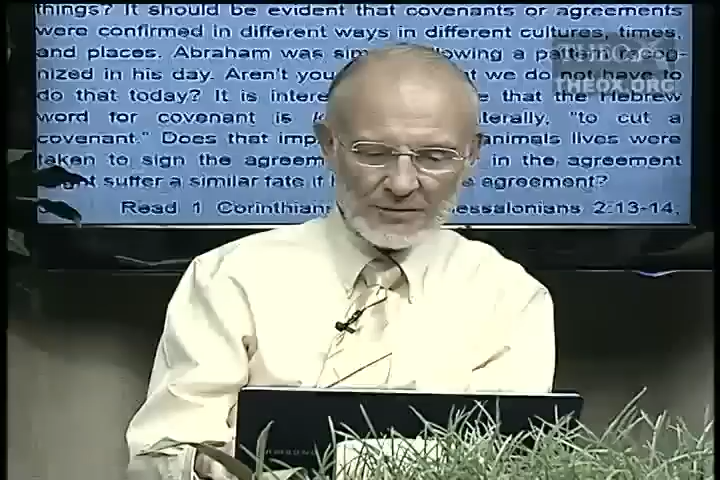 things? It should be evident that covenants or agreements
were confirmed in different ways in different cultures, times,
and places. Abraham was lowing a pattern recog-
nized in his day. Aren't you t we do not have to
do that today? It is intere e that the Hebrew
word for covenant is terally, "to cut a
covenant." Does that imp animals lives were
taken to sign the agreem in the agreement
suffer a similar fate if agreement?
Read 1 Corinthian essalonians 2:13-14,
THEOX.ORG